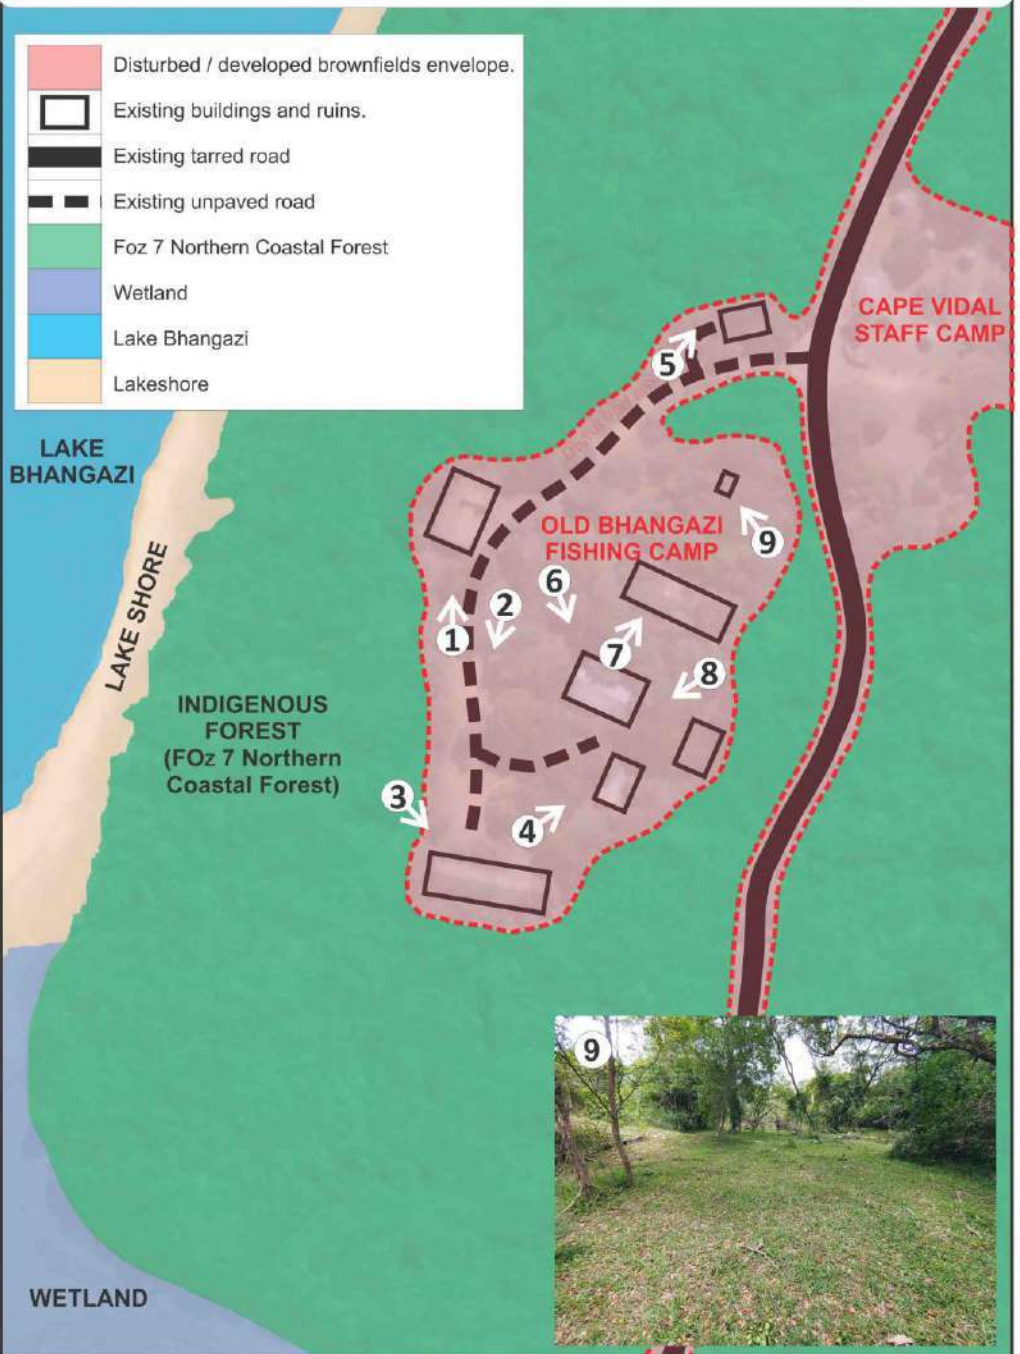 Disturbed / developed brownfields envelope.
Existing buildings and ruins.
Existing tarred road
Existing unpaved road
Foz 7 Northern Coastal Forest
Wetland
Lake Bhangazi
Lakeshore
CAPE VIDAL
STAFF CAMP
5
LAKE
BHANGAZI
OLD BHANGAZI
FISHING CAMP
9
6
2
1
7
8
LAKE SHORE
INDIGENOUS
FOREST
(FOz 7 Northern
Coastal Forest)
3
4
9
WETLAND